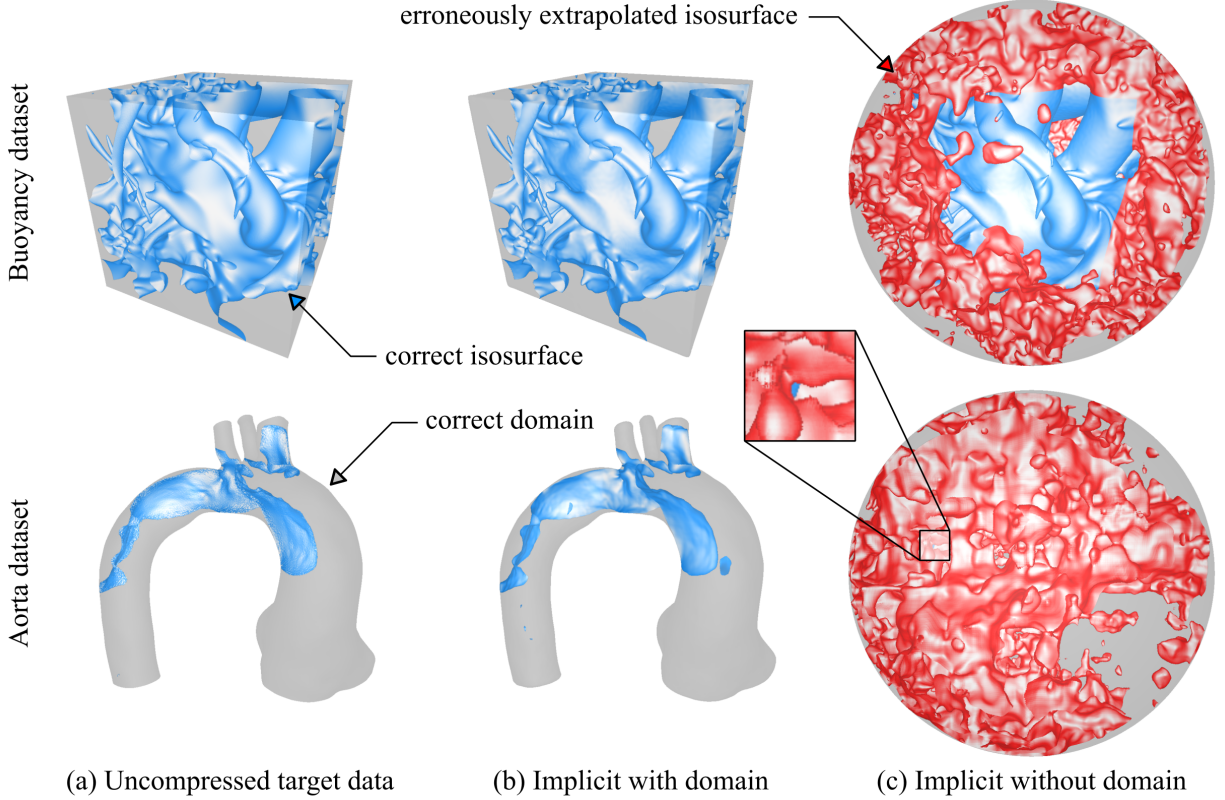 erroneously extrapolated isosurface
Buoyancy dataset
correct isosurface
correct domain
Aorta dataset
(a) Uncompressed target data
(b) Implicit with domain
(c) Implicit without domain